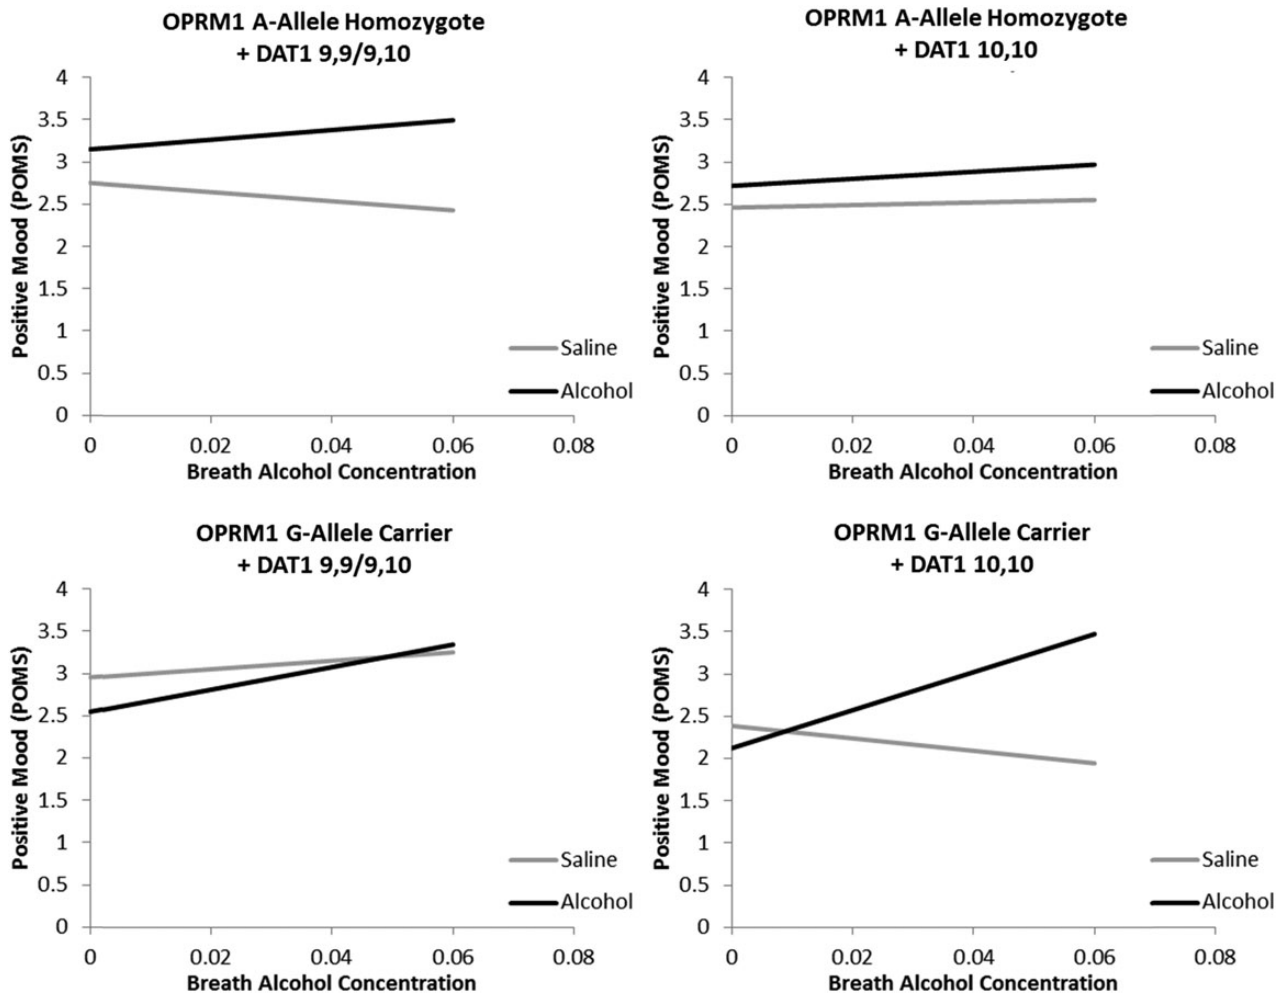 OPRM1 A-Allele Homozygote
+ DAT1 9,9/9,10
4
3.5
3
2.5
2
1.5
1
0.5
0
Positive Mood (POMS)
Saline
Alcohol
0 0.02 0.04 0.06 0.08
Breath Alcohol Concentration
OPRM1 A-Allele Homozygote
+ DAT1 10,10
4
3.5
3
2.5
2
1.5
1
0.5
0
Positive Mood (POMS)
Saline
Alcohol
0 0.02 0.04 0.06 0.08
Breath Alcohol Concentration
OPRM1 G-Allele Carrier
+ DAT1 9,9/9,10
4
3.5
3
2.5
2
1.5
1
0.5
0
Positive Mood (POMS)
Saline
Alcohol
0 0.02 0.04 0.06 0.08
Breath Alcohol Concentration
OPRM1 G-Allele Carrier
+ DAT1 10,10
4
3.5
3
2.5
2
1.5
1
0.5
0
Positive Mood (POMS)
Saline
Alcohol
0 0.02 0.04 0.06 0.08
Breath Alcohol Concentration